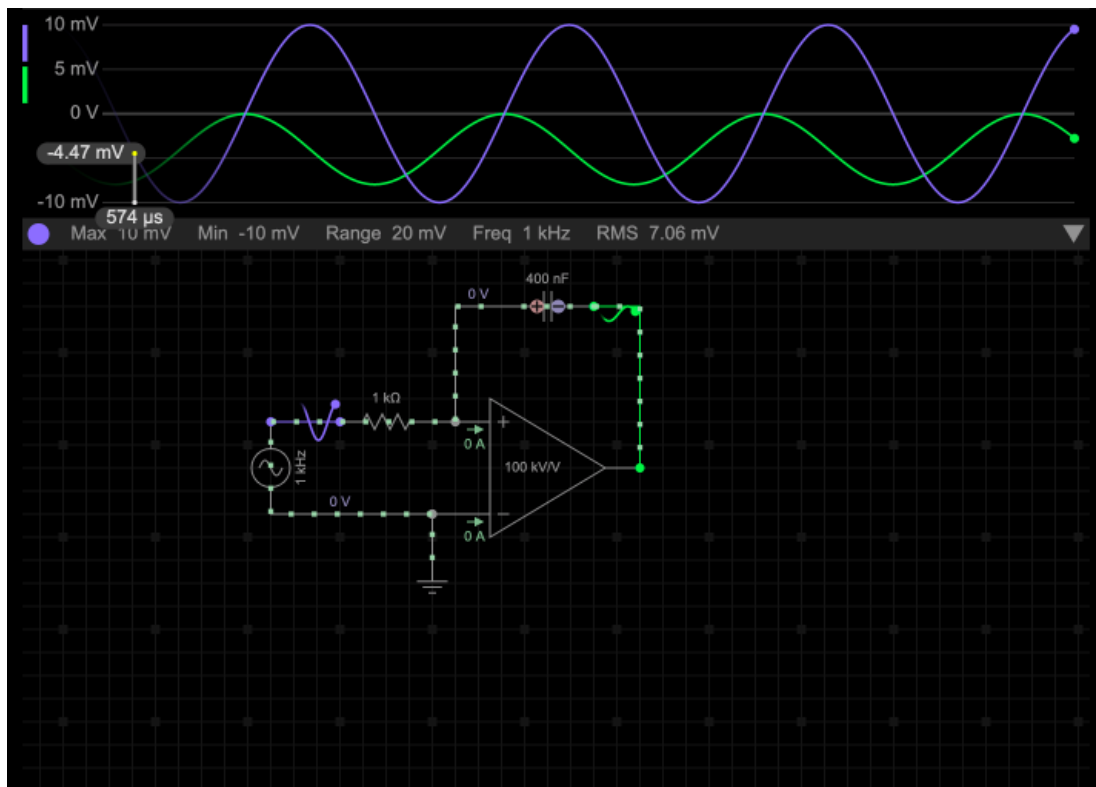 10 mV
5 mV
0 V
-4.47 mV
-10 mV
574 µs
Max 10 mV Min -10 mV Range 20 mV Freq 1 kHz RMS 7.06 mV
400 nF
0 V
1 kΩ
+
0 A
1 kHz
100 kV/V
0 V
−
0 A